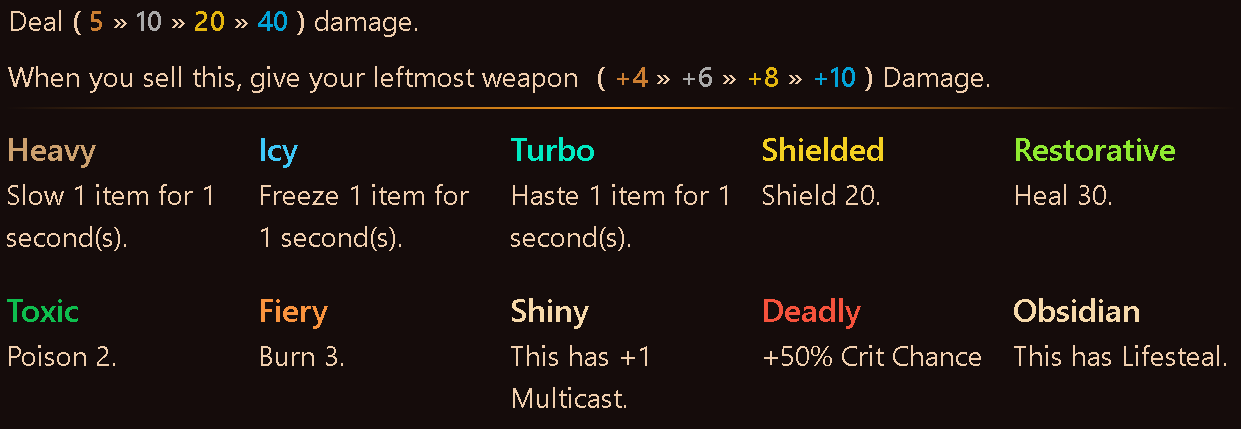 Deal ( 5 » 10 » 20 » 40 ) damage.
When you sell this, give your leftmost weapon ( +4 » +6 » +8 » +10 ) Damage.
Heavy
Slow 1 item for 1
second(s).
Icy
Freeze 1 item for
1 second(s).
Turbo
Haste 1 item for 1
second(s).
Shielded
Shield 20.
Restorative
Heal 30.
Toxic
Poison 2.
Fiery
Burn 3.
Shiny
This has +1
Multicast.
Deadly
+50% Crit Chance
Obsidian
This has Lifesteal.